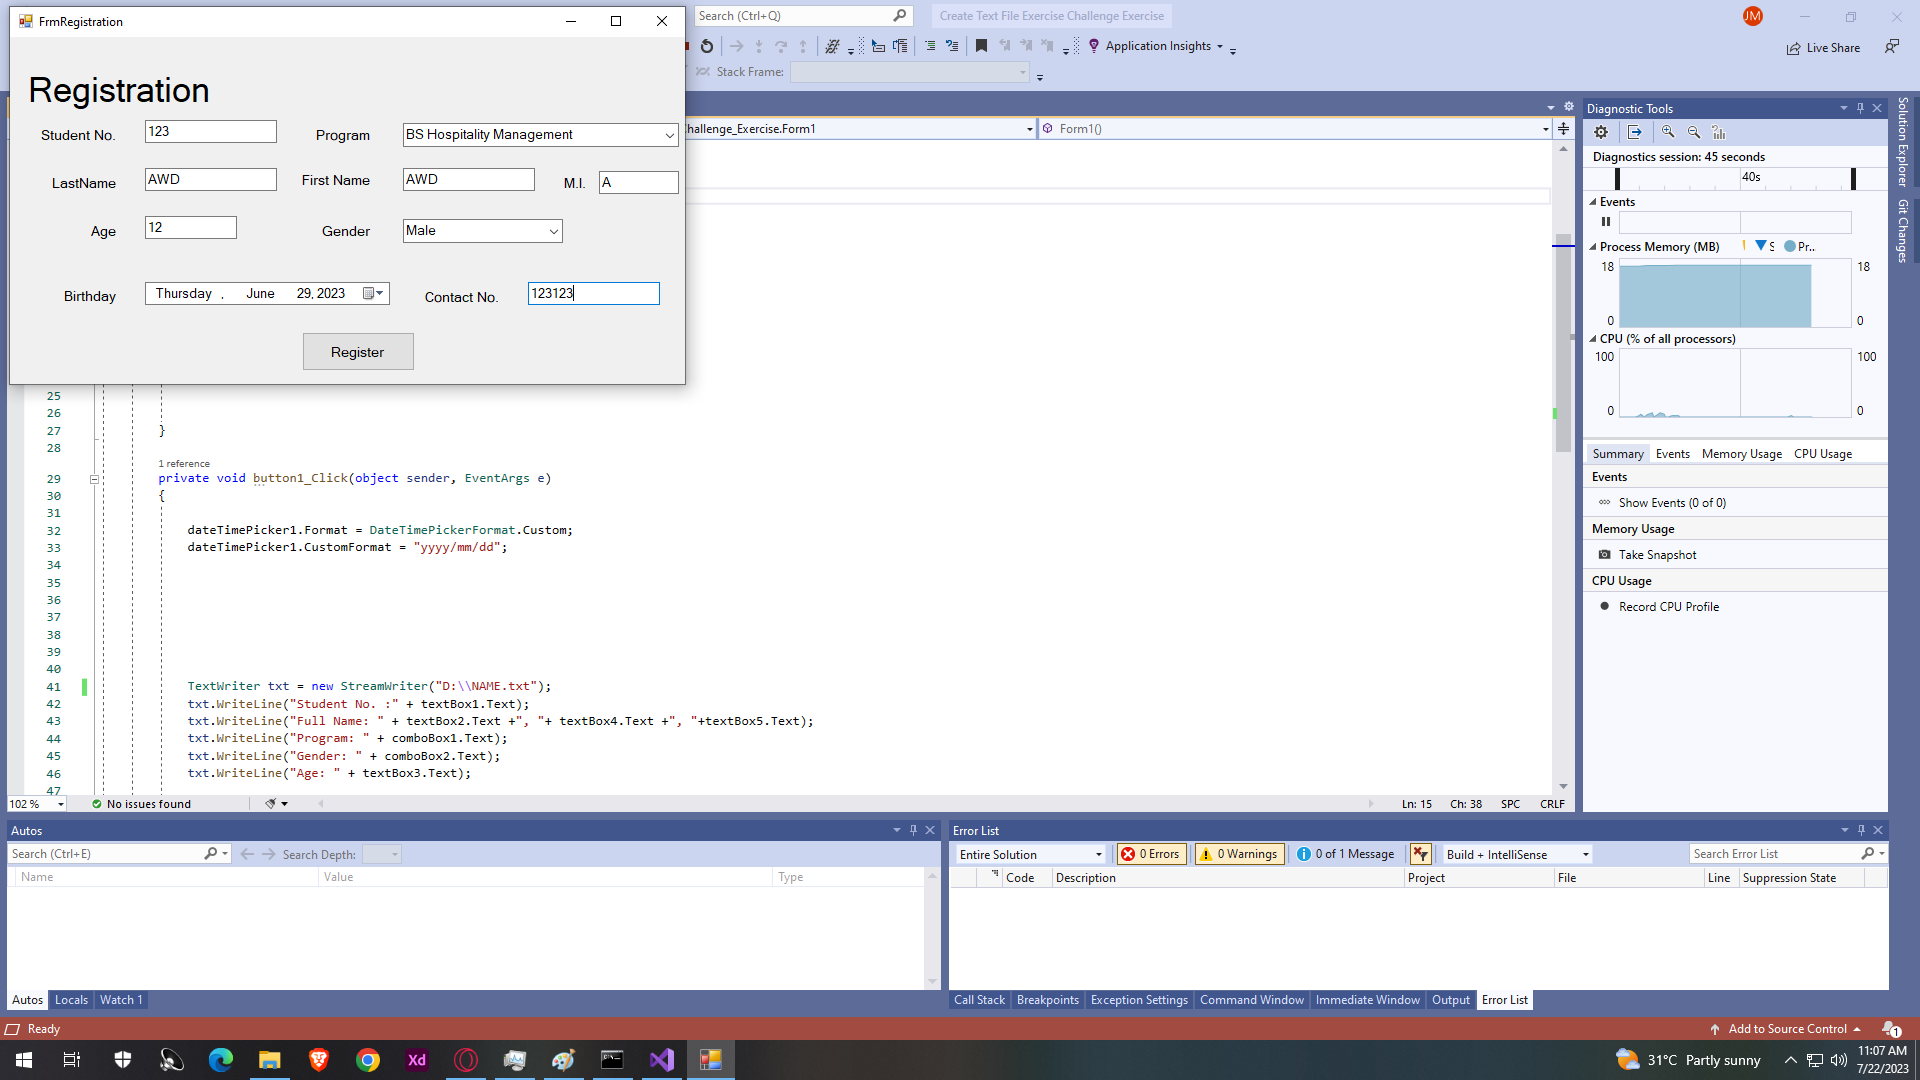 FrmRegistration
Search (Ctrl+Q)
Create Text File Exercise Challenge Exercise
JM
Application Insights
Live Share
Stack Frame:
Registration
Student No.
123
Program
BS Hospitality Management
LastName
AWD
First Name
AWD
M.I.
A
Age
12
Gender
Male
Birthday
Thursday , June 29, 2023
Contact No.
123123
Register
hallenge_Exercise.Form1
Form1()
25
26
27 }
28
1 reference
29 private void button1_Click(object sender, EventArgs e)
30 {
31
32 dateTimePicker1.Format = DateTimePickerFormat.Custom;
33 dateTimePicker1.CustomFormat = "yyyy/mm/dd";
34
35
36
37
38
39
40
41 TextWriter txt = new StreamWriter("D:\\NAME.txt");
42 txt.WriteLine("Student No. :" + textBox1.Text);
43 txt.WriteLine("Full Name: " + textBox2.Text +", "+ textBox4.Text +", "+textBox5.Text);
44 txt.WriteLine("Program: " + comboBox1.Text);
45 txt.WriteLine("Gender: " + comboBox2.Text);
46 txt.WriteLine("Age: " + textBox3.Text);
47
102 %
No issues found
Ln: 15
Ch: 38
SPC
CRLF
Diagnostic Tools
Diagnostics session: 45 seconds
40s
Events
Process Memory (MB)
S
Pr...
18
18
0
0
CPU (% of all processors)
100
100
0
0
Summary
Events
Memory Usage
CPU Usage
Events
Show Events (0 of 0)
Memory Usage
Take Snapshot
CPU Usage
Record CPU Profile
Solution Explorer
Git Changes
Autos
Search (Ctrl+E)
Search Depth:
Name
Value
Type
Autos
Locals
Watch 1
Error List
Entire Solution
0 Errors
0 Warnings
0 of 1 Message
Build + IntelliSense
Search Error List
Code
Description
Project
File
Line
Suppression State
Call Stack
Breakpoints
Exception Settings
Command Window
Immediate Window
Output
Error List
Ready
Add to Source Control
1
Xd
31°C Partly sunny
11:07 AM
7/22/2023